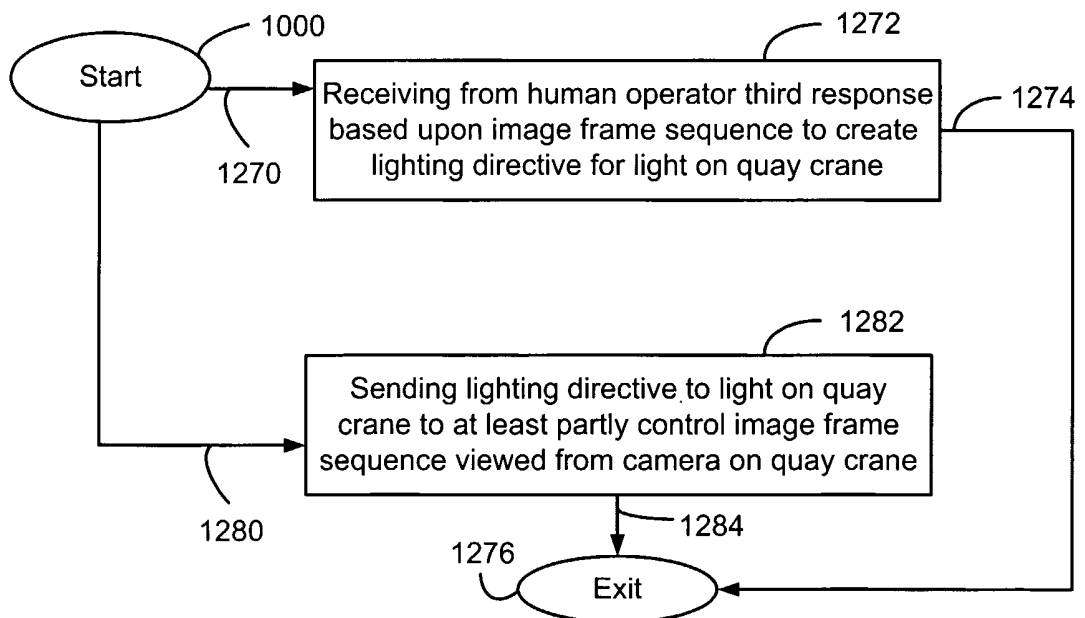 1000
Start
1270
1272
Receiving from human operator third response
based upon image frame sequence to create
lighting directive for light on quay crane
1274
1282
Sending lighting directive to light on quay
crane to at least partly control image frame
sequence viewed from camera on quay crane
1280
1284
1276
Exit